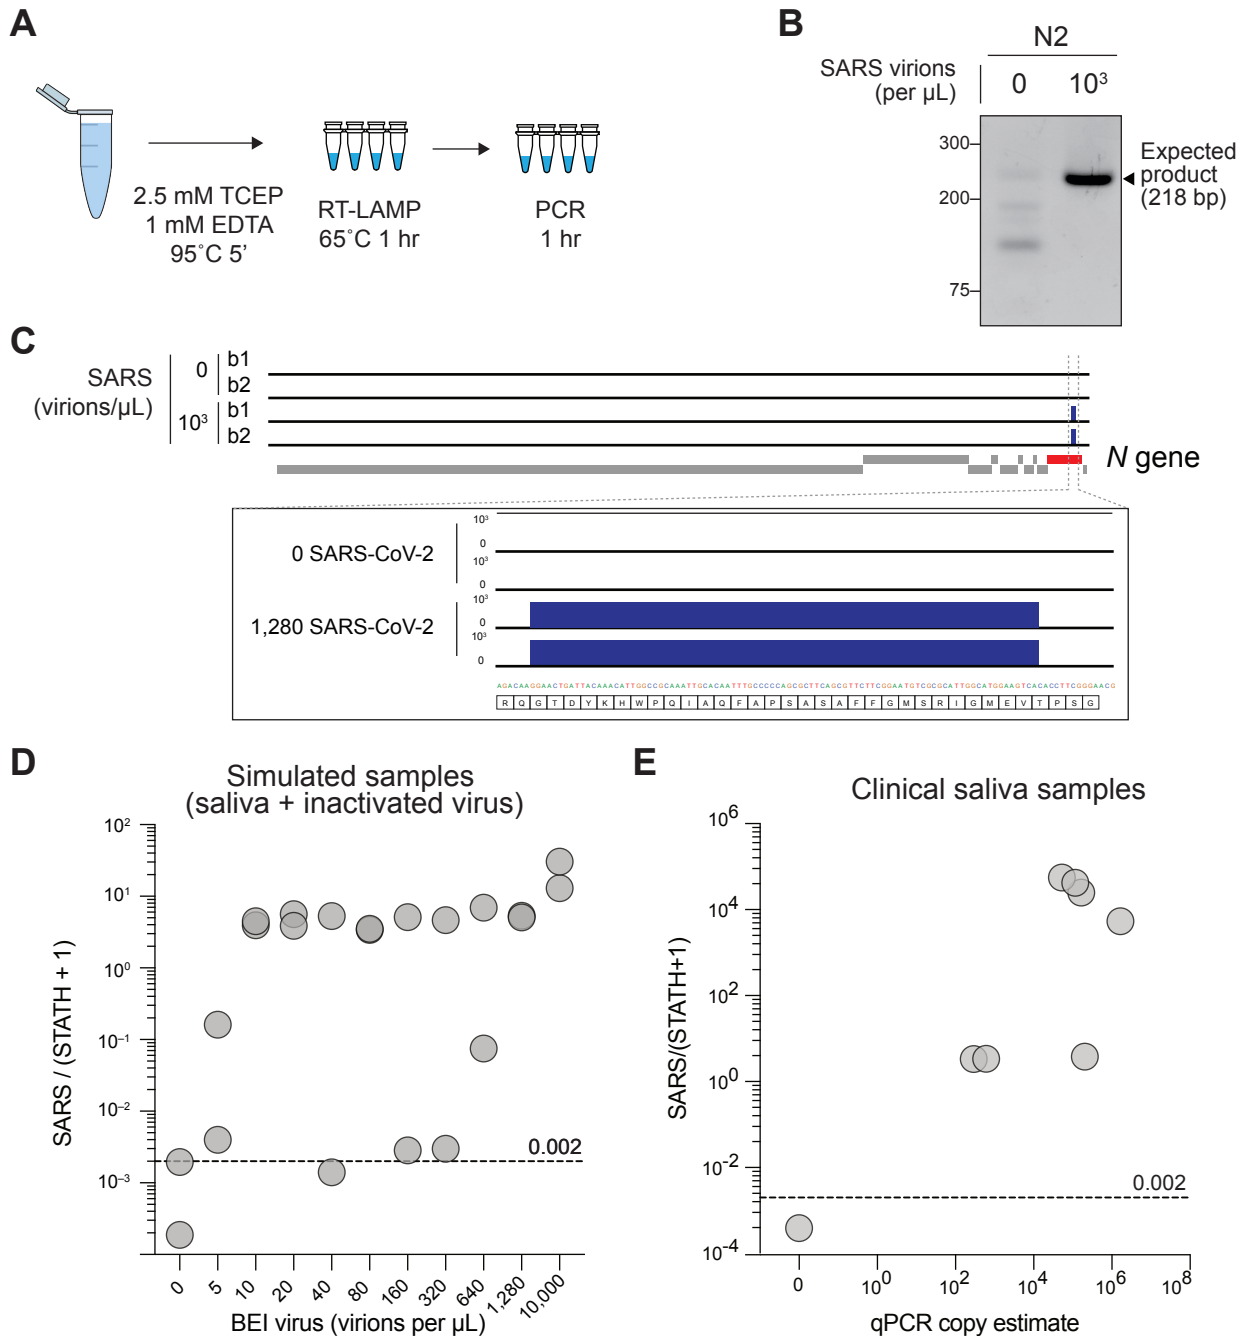 A
2.5 mM TCEP
1 mM EDTA
95˚C 5’
RT-LAMP
65˚C 1 hr
PCR
1 hr
B
N2
SARS virions
(per µL)
0
10³
300
200
75
Expected
product
(218 bp)
C
SARS
(virions/µL)
0
b1
b2
10³
b1
b2
N gene
0 SARS-CoV-2
10³
0
10³
0
1,280 SARS-CoV-2
10³
0
10³
0
AGACAAGGAACTGATTACAAACATTGGCCGCAAATTGCACAATTTGCCCCCAGCGCTTCAGCGTTCTTCGGAATGTCGCGCATTGGCATGGAAGTCACACCTTCGGGAACG
R Q G T D Y K H W P Q I A Q F A P S A S A F F G M S R I G M E V T P S G
D
Simulated samples
(saliva + inactivated virus)
SARS / (STATH + 1)
10²
10¹
10⁰
10⁻¹
10⁻²
10⁻³
0.002
0 5 10 20 40 80 160 320 640 1,280 10,000
BEI virus (virions per µL)
E
Clinical saliva samples
SARS/(STATH+1)
10⁶
10⁴
10²
10⁰
10⁻²
10⁻⁴
0.002
0 10⁰ 10² 10⁴ 10⁶ 10⁸
qPCR copy estimate